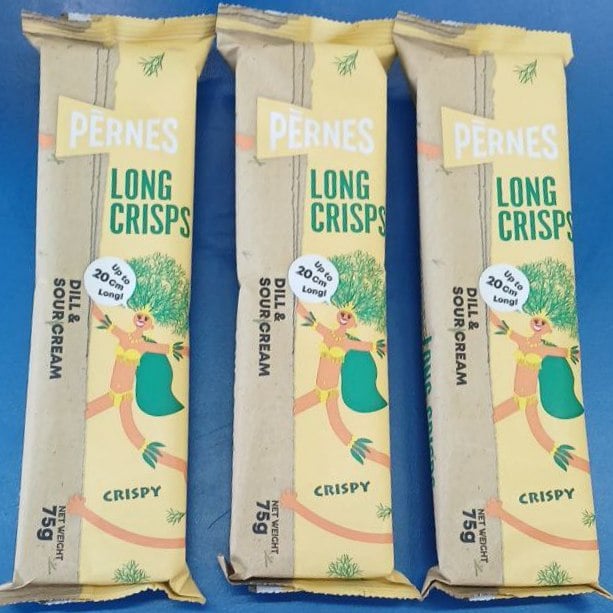 PĒRNES
LONG
CRISPS
Up to
20Cm
Long!
DILL &
SOUR CREAM
CRISPY
NET WEIGHT
75g
PĒRNES
LONG
CRISPS
Up to
20Cm
Long!
DILL &
SOUR CREAM
CRISPY
NET WEIGHT
75g
PĒRNES
LONG
CRISPS
Up to
20Cm
Long!
DILL &
SOUR CREAM
CRISPY
NET WEIGHT
75g